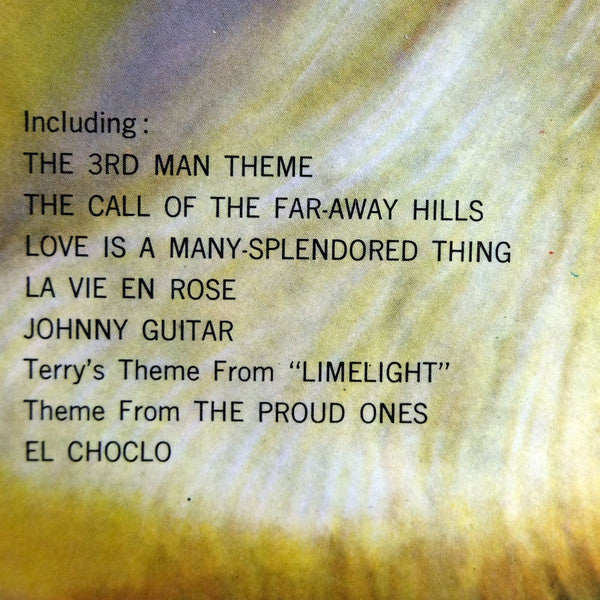 Including:
THE 3RD MAN THEME
THE CALL OF THE FAR-AWAY HILLS
LOVE IS A MANY-SPLENDORED THING
LA VIE EN ROSE
JOHNNY GUITAR
Terry's Theme From “LIMELIGHT”
Theme From THE PROUD ONES
EL CHOCLO